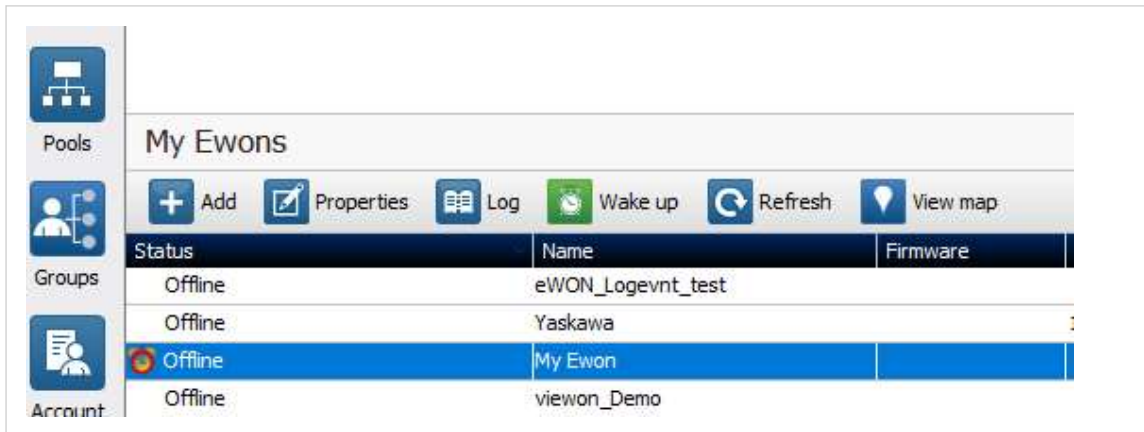 Pools
My Ewons
Add Properties Log Wake up Refresh View map
Status Name Firmware
Groups
Offline eWON_Logevnt_test
Offline Yaskawa
Offline My Ewon
Offline viewon_Demo
Account